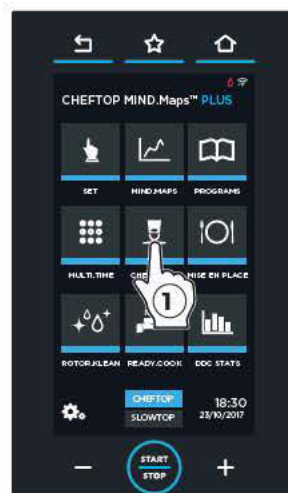 CHEFTOP MIND.Maps™ PLUS
SET MIND.MAPS PROGRAMS
MULTI.TIME CHE MISE EN PLACE
1
ROTOR.KLEAN READY.COOK DDC STATS
CHEFTOP 18:30
SLOWTOP 23/10/2017
START
STOP